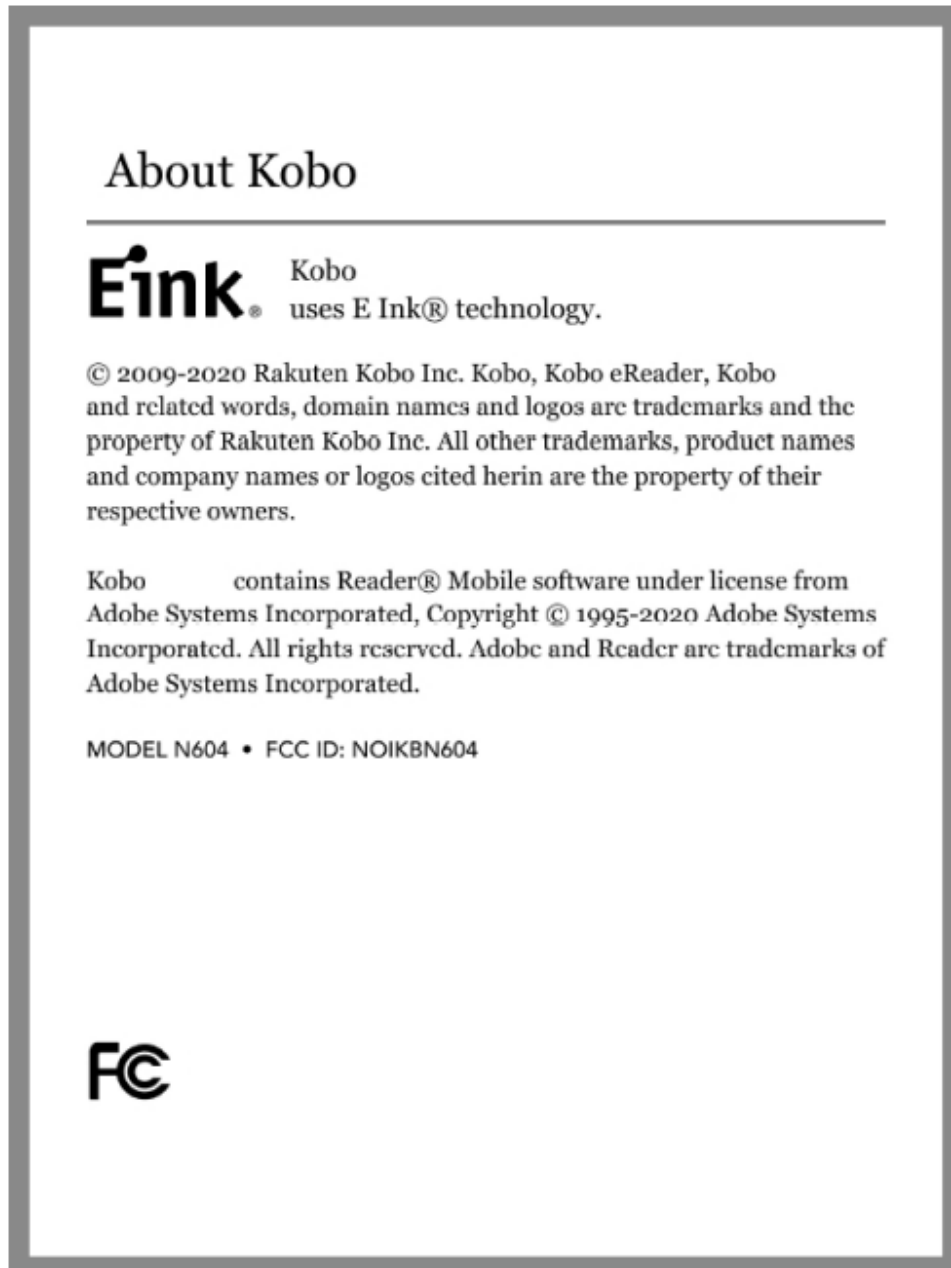 About Kobo
Eink®
Kobo
uses E Ink® technology.
© 2009-2020 Rakuten Kobo Inc. Kobo, Kobo eReader, Kobo
and related words, domain names and logos are trademarks and the
property of Rakuten Kobo Inc. All other trademarks, product names
and company names or logos cited herin are the property of their
respective owners.
Kobo contains Reader® Mobile software under license from
Adobe Systems Incorporated, Copyright © 1995-2020 Adobe Systems
Incorporated. All rights reserved. Adobe and Reader are trademarks of
Adobe Systems Incorporated.
MODEL N604 • FCC ID: NOIKBN604
FC